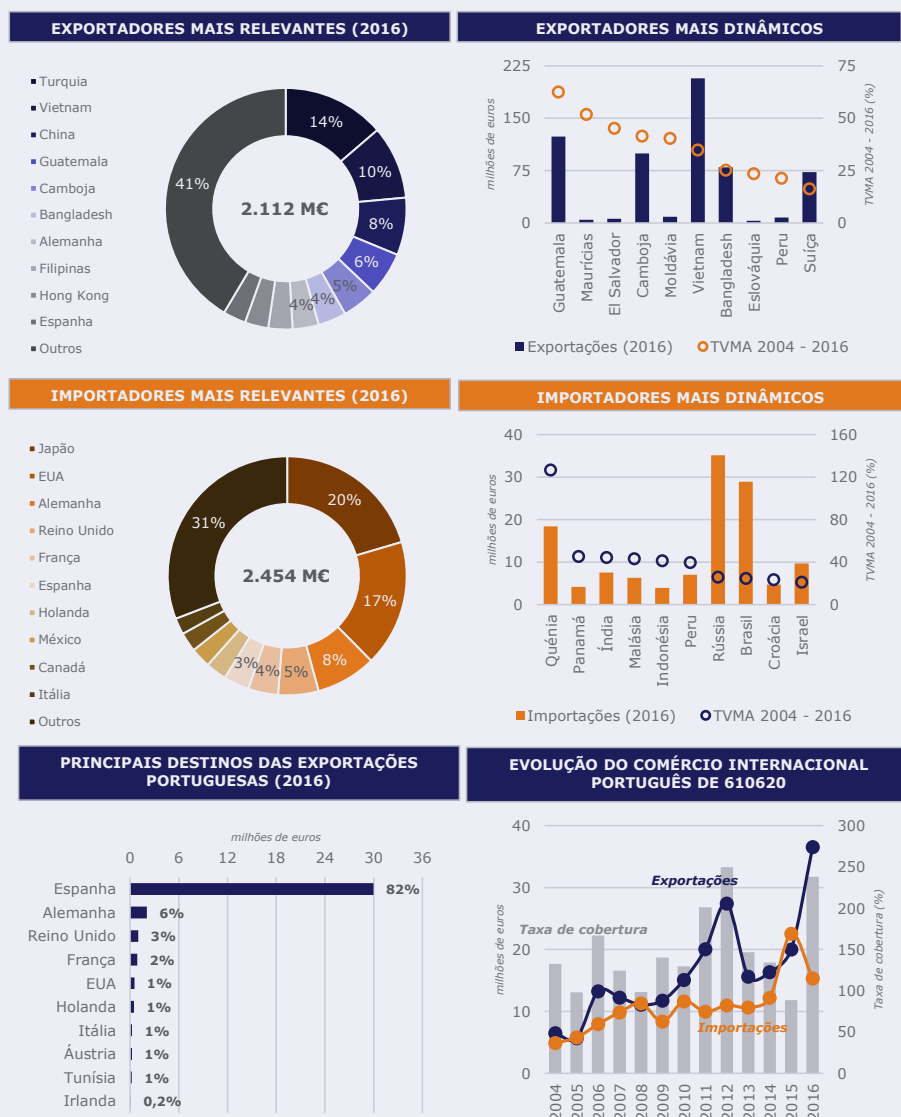 EXPORTADORES MAIS RELEVANTES (2016)
Turquia
Vietnam
China
Guatemala
Camboja
Bangladesh
Alemanha
Filipinas
Hong Kong
Espanha
Outros
14%
10%
8%
6%
5%
4%
4%
41%
2.112 M€
EXPORTADORES MAIS DINÂMICOS
225
150
75
0
milhões de euros
75
50
25
0
TVMA 2004 - 2016 (%)
Guatemala
Maurícias
El Salvador
Camboja
Moldávia
Vietnam
Bangladesh
Eslováquia
Peru
Suíça
Exportações (2016)
TVMA 2004 - 2016
IMPORTADORES MAIS RELEVANTES (2016)
Japão
EUA
Alemanha
Reino Unido
França
Espanha
Holanda
México
Canadá
Itália
Outros
20%
17%
8%
5%
4%
3%
31%
2.454 M€
IMPORTADORES MAIS DINÂMICOS
40
30
20
10
0
milhões de euros
160
120
80
40
0
TVMA 2004 - 2016 (%)
Quénia
Panamá
Índia
Malásia
Indonésia
Peru
Rússia
Brasil
Croácia
Israel
Importações (2016)
TVMA 2004 - 2016
PRINCIPAIS DESTINOS DAS EXPORTAÇÕES
PORTUGUESAS (2016)
milhões de euros
0 6 12 18 24 30 36
Espanha 82%
Alemanha 6%
Reino Unido 3%
França 2%
EUA 1%
Holanda 1%
Itália 1%
Áustria 1%
Tunísia 1%
Irlanda 0,2%
EVOLUÇÃO DO COMÉRCIO INTERNACIONAL
PORTUGUÊS DE 610620
40
30
20
10
0
milhões de euros
300
250
200
150
100
50
0
Taxa de cobertura (%)
Exportações
Taxa de cobertura
Importações
2004
2005
2006
2007
2008
2009
2010
2011
2012
2013
2014
2015
2016